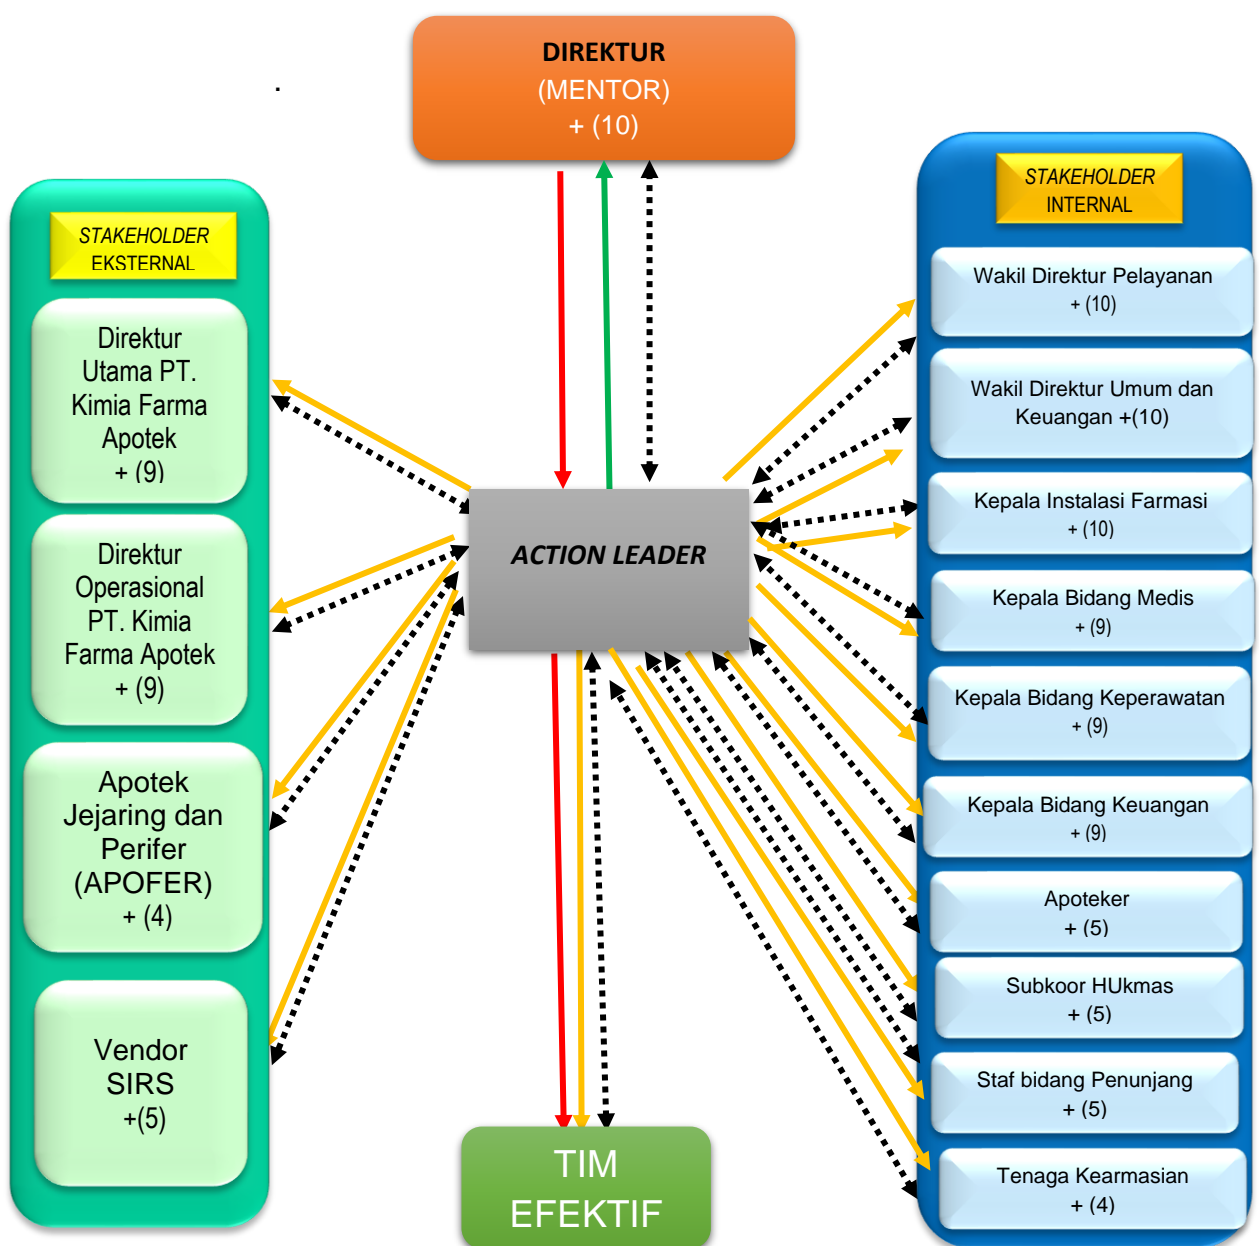 DIREKTUR
(MENTOR)
+ (10)
.
STAKEHOLDER
EKSTERNAL
Direktur
Utama PT.
Kimia Farma
Apotek
+ (9)
Direktur
Operasional
PT. Kimia
Farma Apotek
+ (9)
Apotek
Jejaring dan
Perifer
(APOFER)
+ (4)
Vendor
SIRS
+(5)
ACTION LEADER
TIM
EFEKTIF
STAKEHOLDER
INTERNAL
Wakil Direktur Pelayanan
+ (10)
Wakil Direktur Umum dan
Keuangan +(10)
Kepala Instalasi Farmasi
+ (10)
Kepala Bidang Medis
+ (9)
Kepala Bidang Keperawatan
+ (9)
Kepala Bidang Keuangan
+ (9)
Apoteker
+ (5)
Subkoor HUkmas
+ (5)
Staf bidang Penunjang
+ (5)
Tenaga Kearmasian
+ (4)